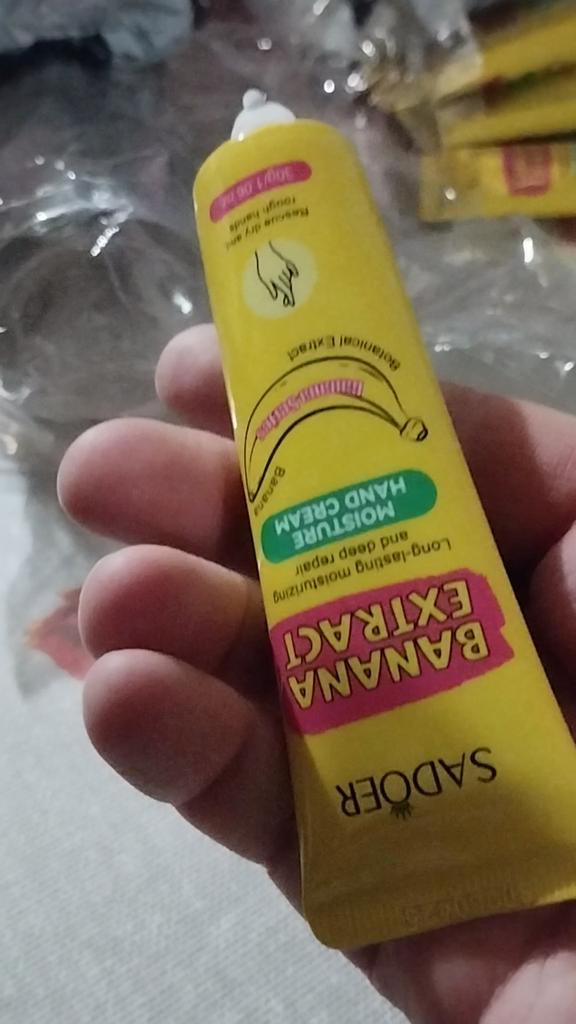 SADOER
BANANA
EXTRACT
Long-lasting moisturizing
and deep repair
MOISTURE
HAND CREAM
Banana
Botanical Extract
Rescue dry and
rough hands
30g/1.06 oz